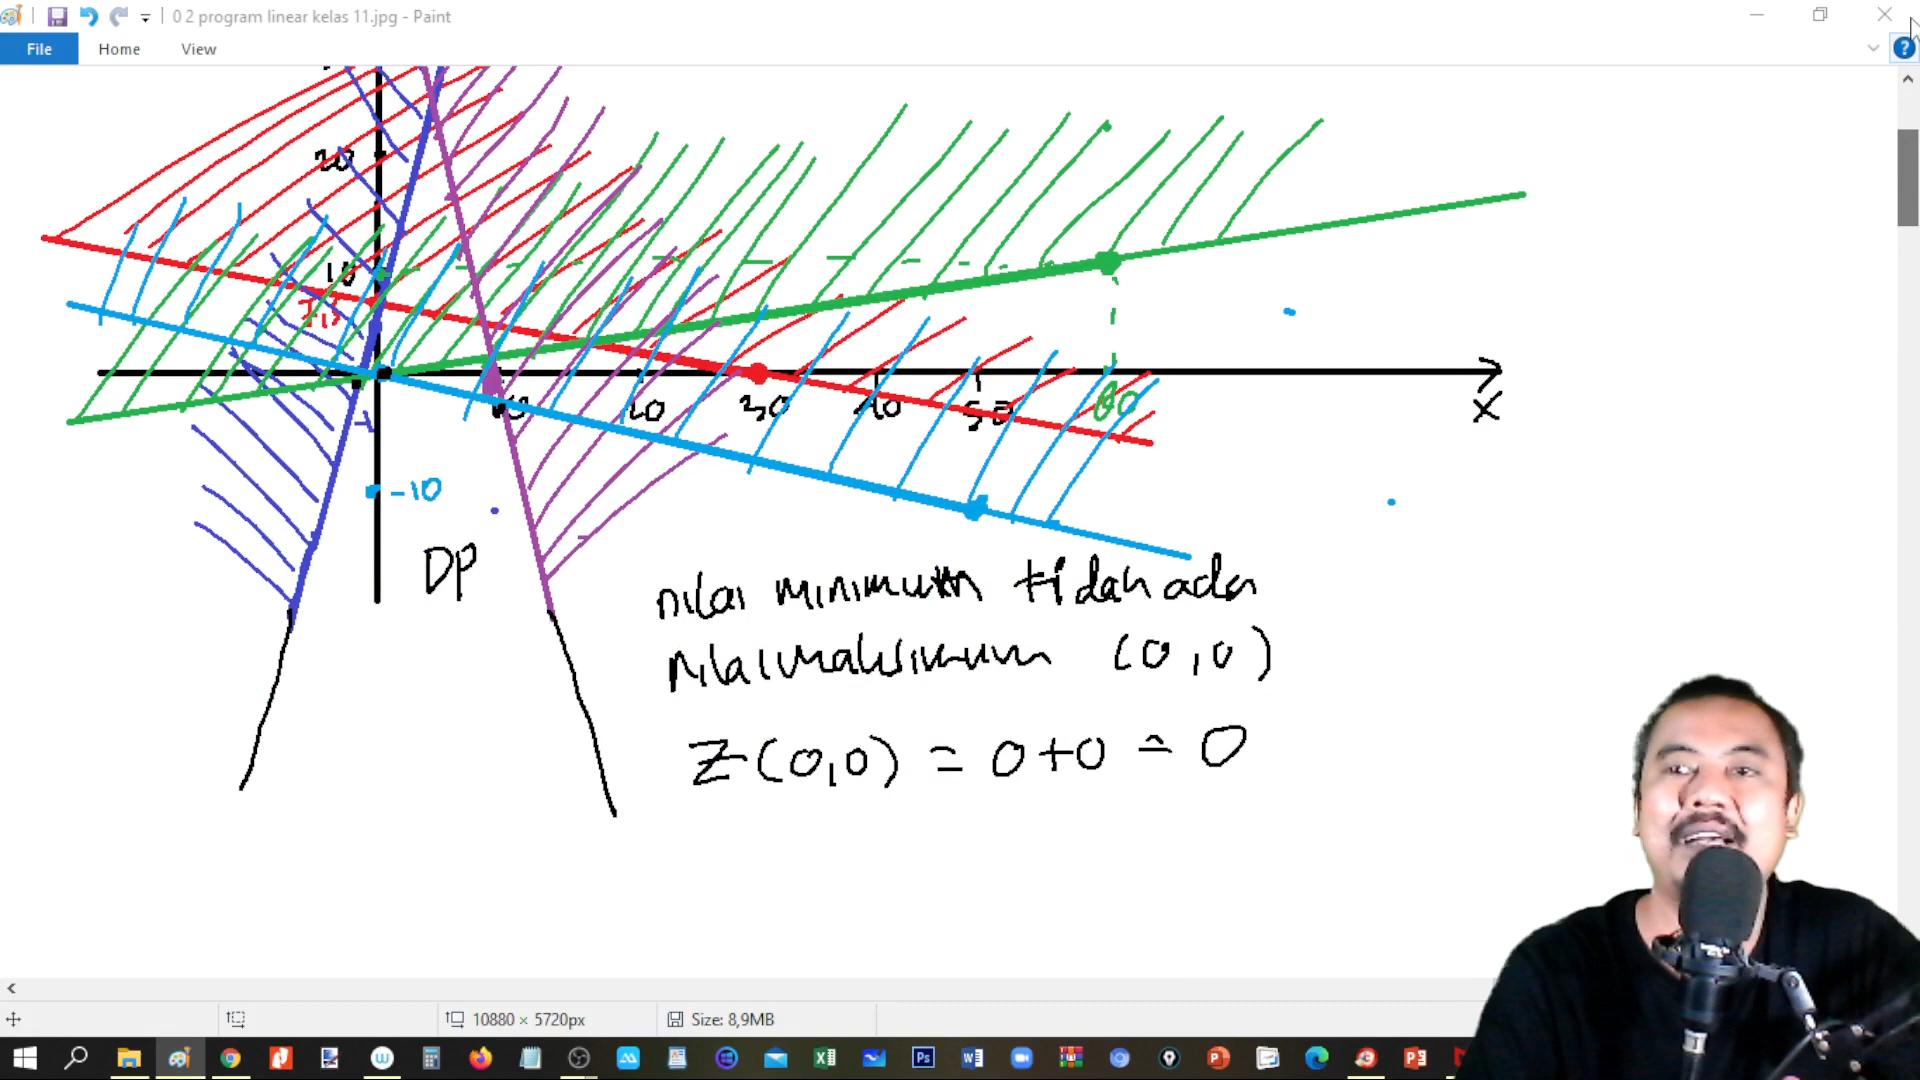 0 2 program linear kelas 11.jpg - Paint
File Home View
20
10
10 20 30 40 50 60
X
-10
DP
nilai minimum tidak ada
nilai maksimum (0,0)
Z(0,0) = 0+0 = 0
10880 × 5720px Size: 8,9MB